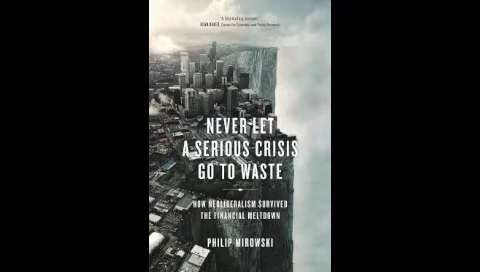 NEVER LET
A SERIOUS CRISIS
GO TO WASTE
HOW NEOLIBERALISM SURVIVED
THE FINANCIAL MELTDOWN
PHILIP MIROWSKI